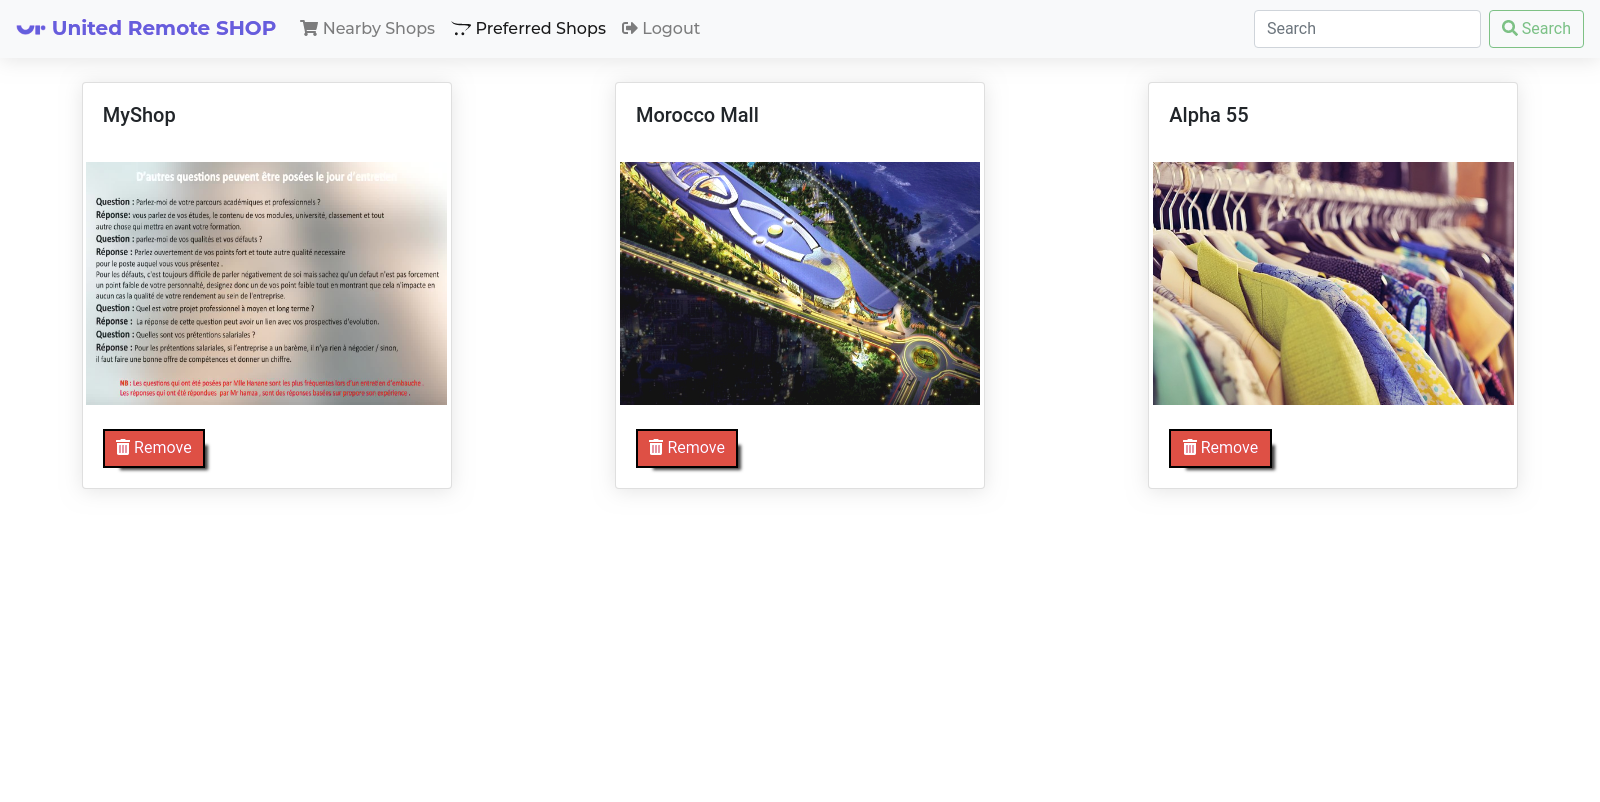 United Remote SHOP
Nearby Shops
Preferred Shops
Logout
Search
Search
MyShop
Morocco Mall
Alpha 55
D'autres questions peuvent être posées le jour d'entretien
Question : Parlez-moi de votre parcours académiques et professionnels ?
Réponse: vous parlez de vos études, le contenu de vos modules, université, classement et tout
autre chose qui mettra en avant votre formation.
Question : parlez-moi de vos qualités et vos défauts ?
Réponse : Parlez ouvertement de vos points fort et toute autre qualité necessaire
pour le poste auquel vous vous présentez .
Pour les défauts, c'est toujours difficile de parler négativement de soi mais sachez qu'un defaut n'est pas forcement
un point faible de votre personnalté, designez donc un de vos point faible tout en montrant que cela n'impacte en
aucun cas la qualité de votre rendement au sein de l'entreprise.
Question : Quel est votre projet professionnel à moyen et long terme ?
Réponse : La réponse de cette question peut avoir un lien avec vos prospectives d'evolution.
Question : Quelles sont vos prétentions salariales ?
Réponse : Pour les prétentions salariales, si l'entreprise a un barème, il n'ya rien à négocier / sinon,
il faut faire une bonne offre de compétences et donner un chiffre.
NB : Les questions qui ont été posées par Mlle Hanane sont les plus fréquentes lors d'un entretien d'embauche .
Les réponses qui ont été répondues par Mr hamza , sont des réponses basées sur propore son expérience .
Remove
Remove
Remove